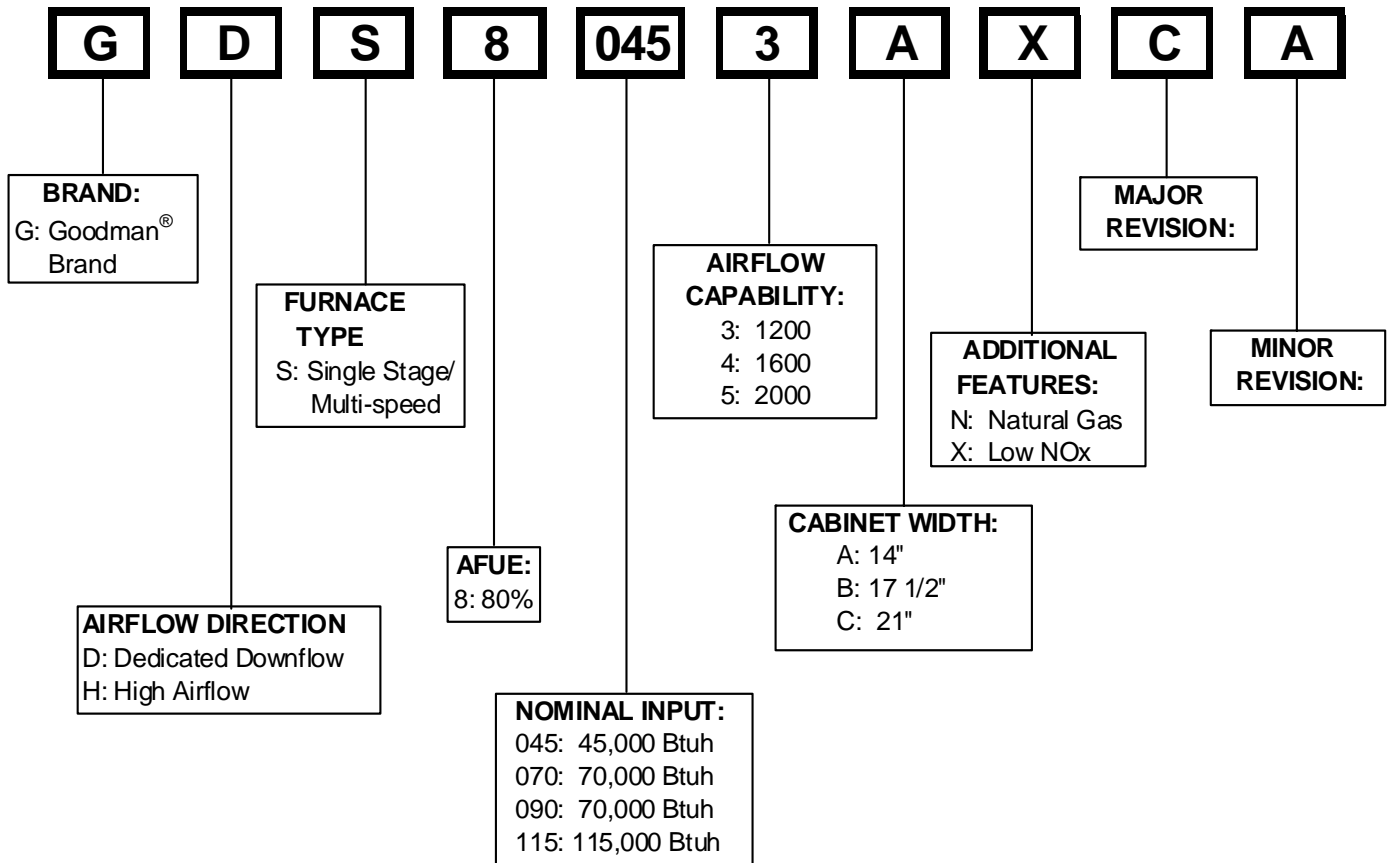 G D S 8 045 3 A X C A
BRAND:
G: Goodman®
Brand
MAJOR
REVISION:
AIRFLOW
CAPABILITY:
3: 1200
4: 1600
5: 2000
FURNACE
TYPE
S: Single Stage/
Multi-speed
ADDITIONAL
FEATURES:
N: Natural Gas
X: Low NOx
MINOR
REVISION:
CABINET WIDTH:
A: 14"
B: 17 1/2"
C: 21"
AFUE:
8: 80%
AIRFLOW DIRECTION
D: Dedicated Downflow
H: High Airflow
NOMINAL INPUT:
045: 45,000 Btuh
070: 70,000 Btuh
090: 70,000 Btuh
115: 115,000 Btuh